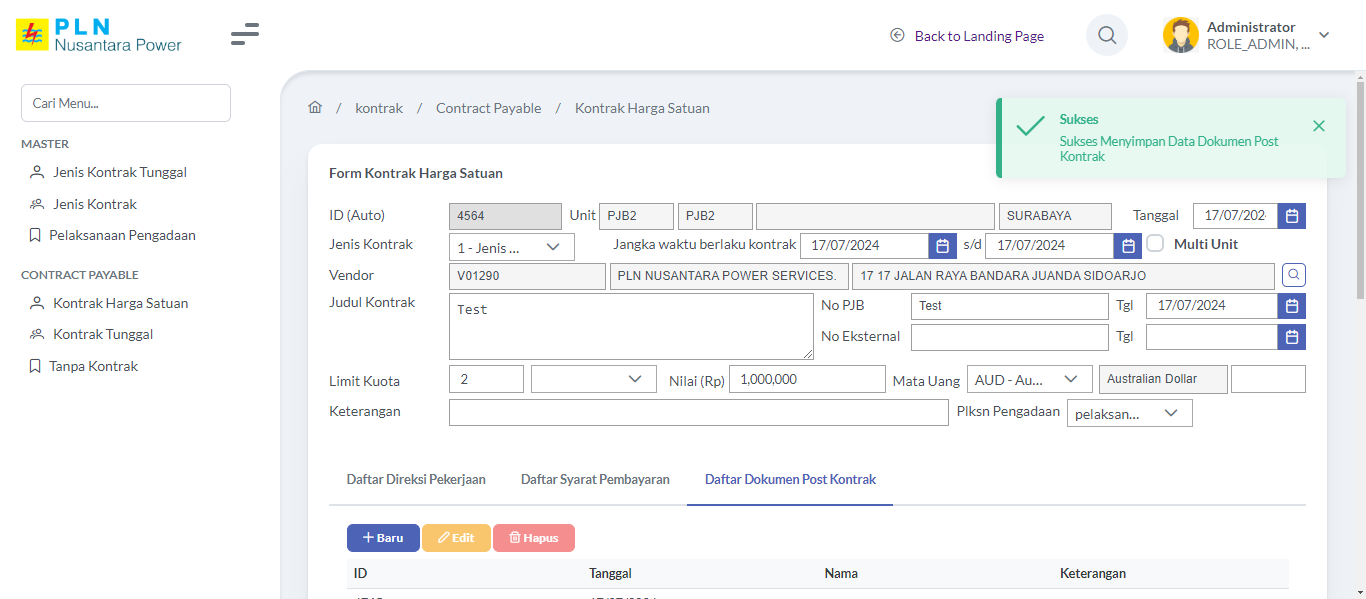 PLN
Nusantara Power
Back to Landing Page
Administrator
ROLE_ADMIN, ...
Cari Menu...
MASTER
Jenis Kontrak Tunggal
Jenis Kontrak
Pelaksanaan Pengadaan
CONTRACT PAYABLE
Kontrak Harga Satuan
Kontrak Tunggal
Tanpa Kontrak
/ kontrak / Contract Payable / Kontrak Harga Satuan
Sukses
Sukses Menyimpan Data Dokumen Post
Kontrak
Form Kontrak Harga Satuan
ID (Auto) 4564 Unit PJB2 PJB2 SURABAYA Tanggal 17/07/202
Jenis Kontrak 1 - Jenis ... Jangka waktu berlaku kontrak 17/07/2024 s/d 17/07/2024 Multi Unit
Vendor V01290 PLN NUSANTARA POWER SERVICES. 17 17 JALAN RAYA BANDARA JUANDA SIDOARJO
Judul Kontrak Test No PJB Test Tgl 17/07/2024
No Eksternal Tgl
Limit Kuota 2 Nilai (Rp) 1,000,000 Mata Uang AUD - Au... Australian Dollar
Keterangan Plksn Pengadaan pelaksan...
Daftar Direksi Pekerjaan Daftar Syarat Pembayaran Daftar Dokumen Post Kontrak
Baru Edit Hapus
ID Tanggal Nama Keterangan